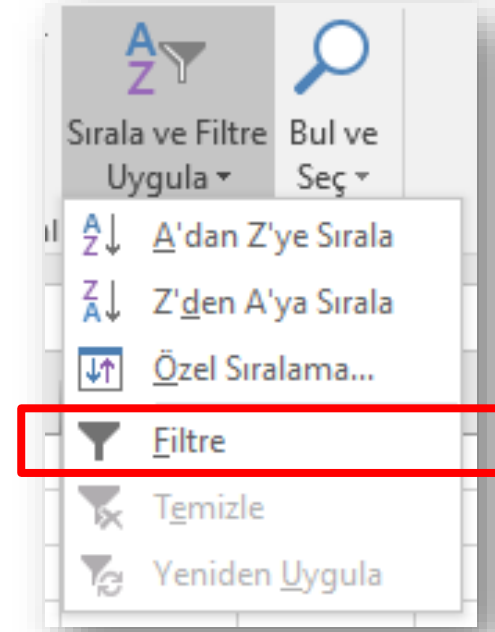 Sırala ve Filtre
Uygula
Bul ve
Seç
A'dan Z'ye Sırala
Z'den A'ya Sırala
Özel Sıralama...
Filtre
Temizle
Yeniden Uygula